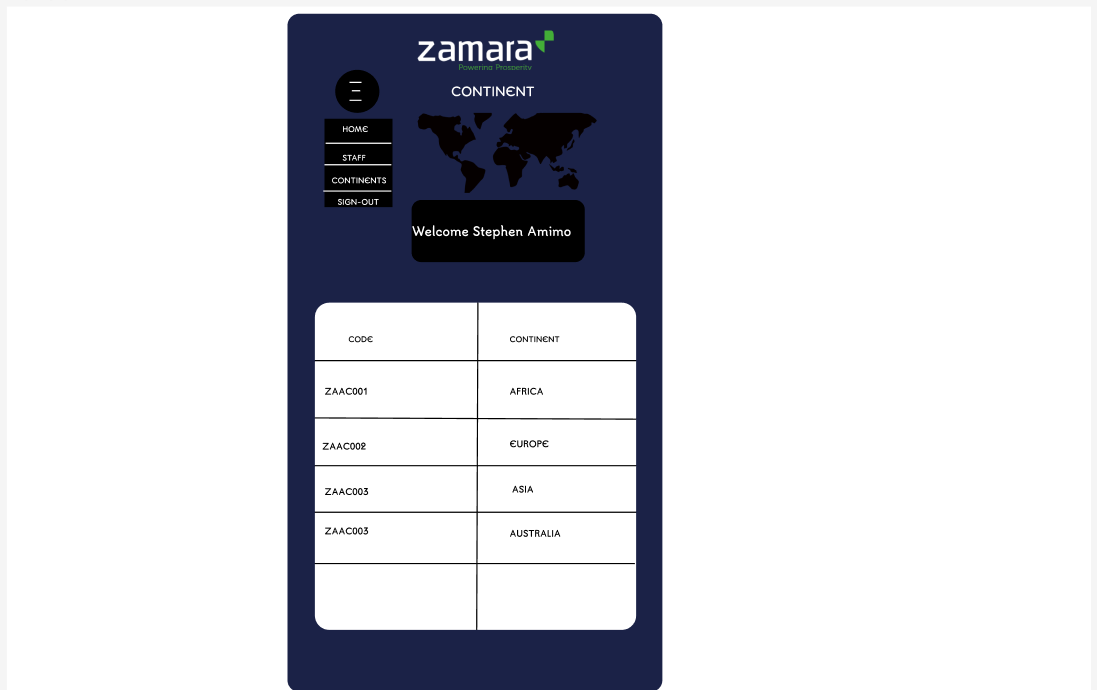 zamara
Powering Prosperity
CONTINENT
HOME
STAFF
CONTINENTS
SIGN-OUT
Welcome Stephen Amimo
CODE CONTINENT
ZAAC001 AFRICA
ZAAC002 EUROPE
ZAAC003 ASIA
ZAAC003 AUSTRALIA